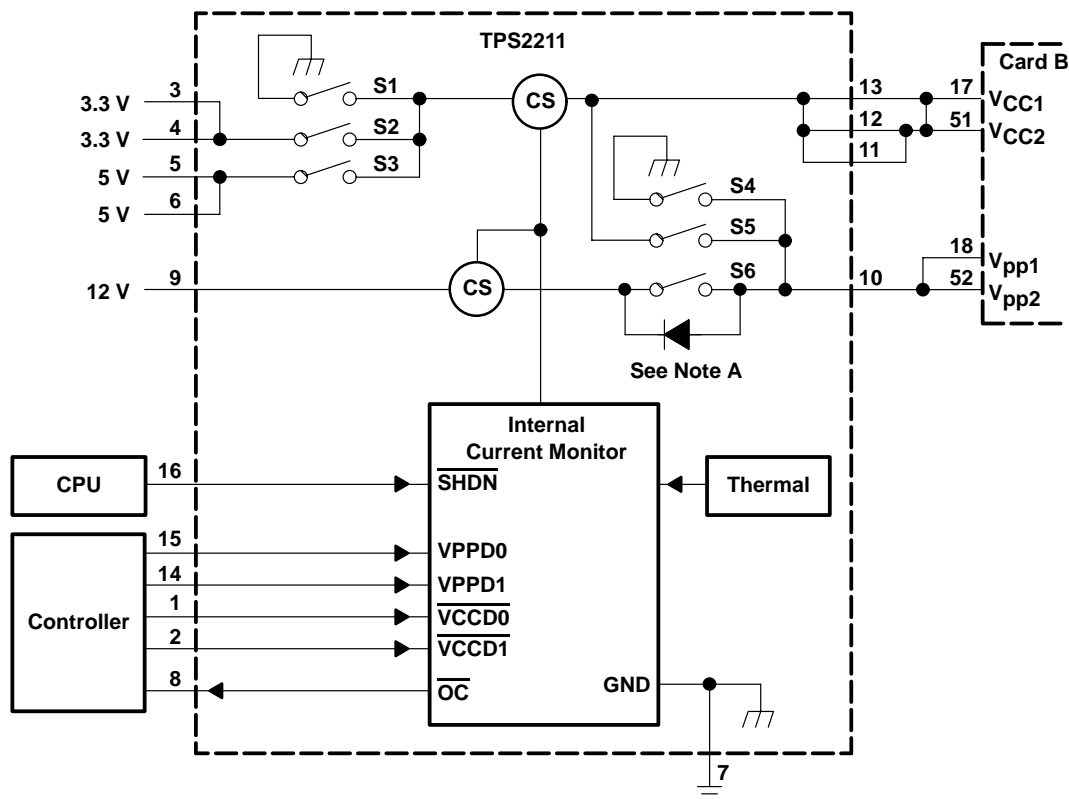 TPS2211
Card B
3.3 V 3
3.3 V 4
5 V 5
5 V 6
12 V 9
S1
S2
S3
CS
CS
S4
S5
S6
See Note A
13 17 VCC1
12 51 VCC2
11
18 Vpp1
10 52 Vpp2
Internal
Current Monitor
CPU 16 SHDN
Thermal
Controller
15 VPPD0
14 VPPD1
1 VCCD0
2 VCCD1
8 OC
GND
7